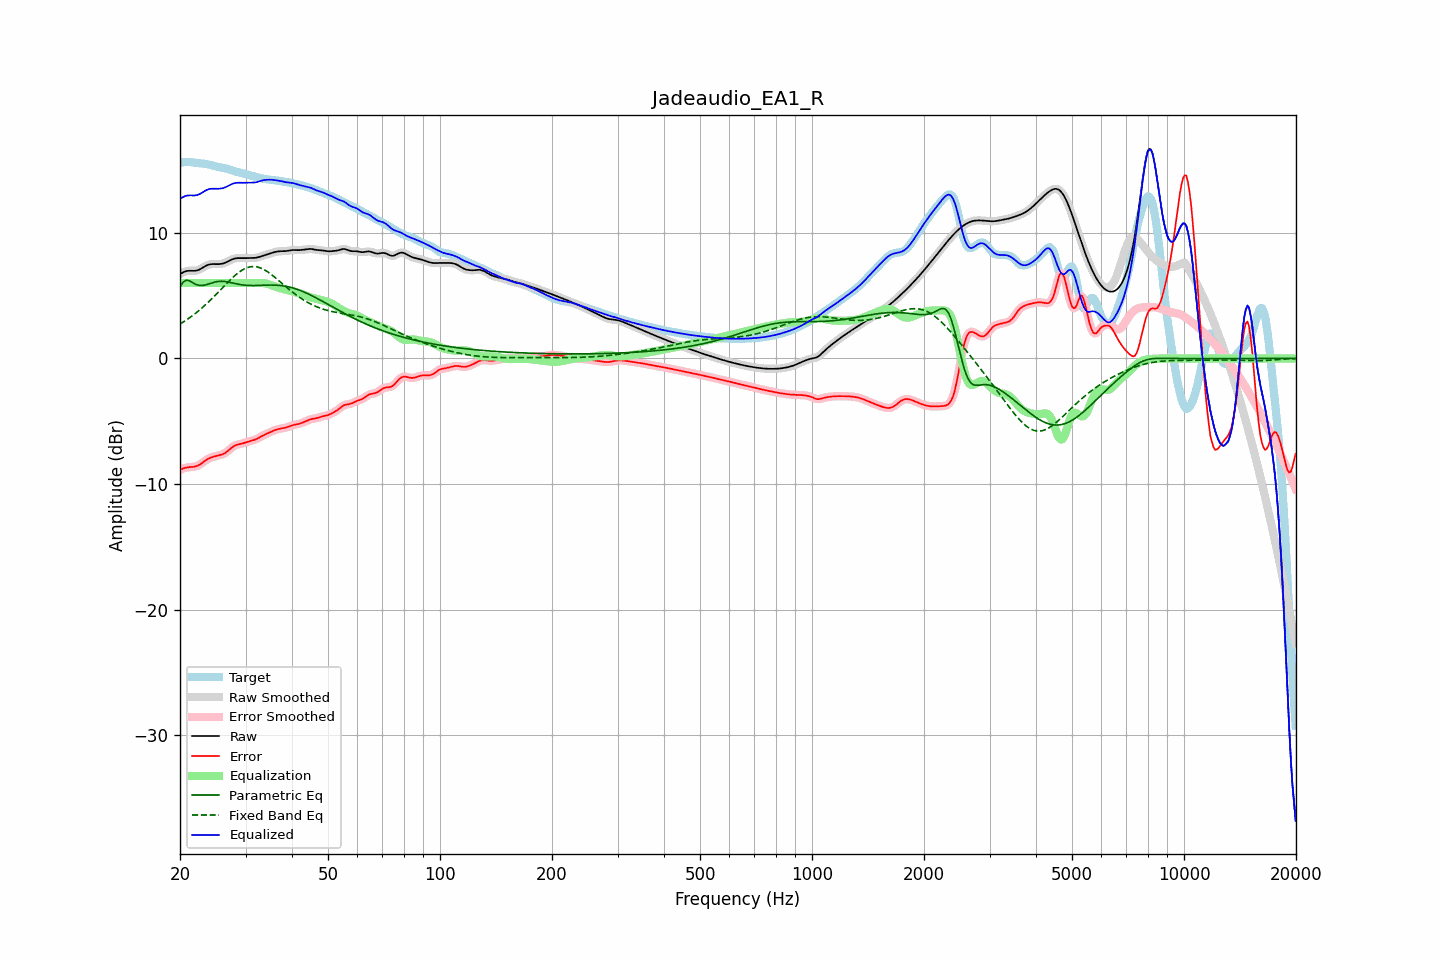 Jadeaudio_EA1_R
Amplitude (dBr)
10
0
−10
−20
−30
Target
Raw Smoothed
Error Smoothed
Raw
Error
Equalization
Parametric Eq
Fixed Band Eq
Equalized
20 50 100 200 500 1000 2000 5000 10000 20000
Frequency (Hz)